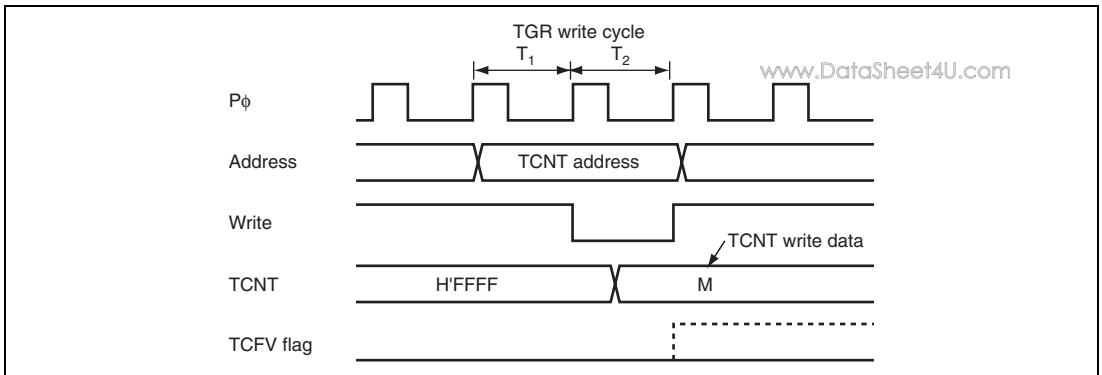 TGR write cycle
T1 T2
www.DataSheet4U.com
Pϕ
Address
TCNT address
Write
TCNT write data
TCNT
H'FFFF
M
TCFV flag